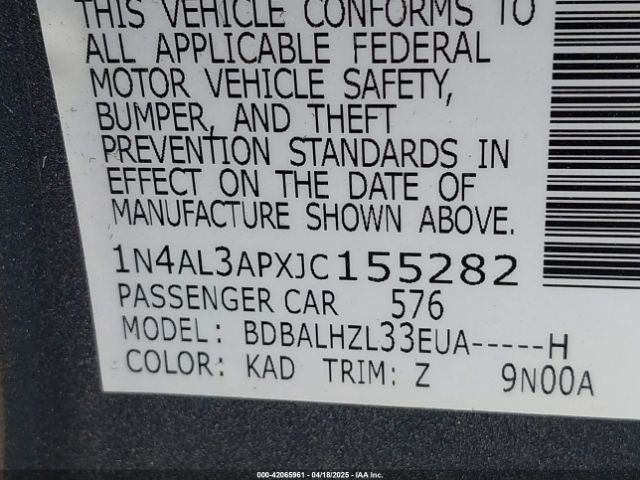 THIS VEHICLE CONFORMS TO
ALL APPLICABLE FEDERAL
MOTOR VEHICLE SAFETY,
BUMPER, AND THEFT
PREVENTION STANDARDS IN
EFFECT ON THE DATE OF
MANUFACTURE SHOWN ABOVE.
1N4AL3APXJC155282
PASSENGER CAR 576
MODEL: BDBALHZL33EUA-----H
COLOR: KAD TRIM: Z 9N00A
000-42065961 - 04/18/2025 - IAA Inc.